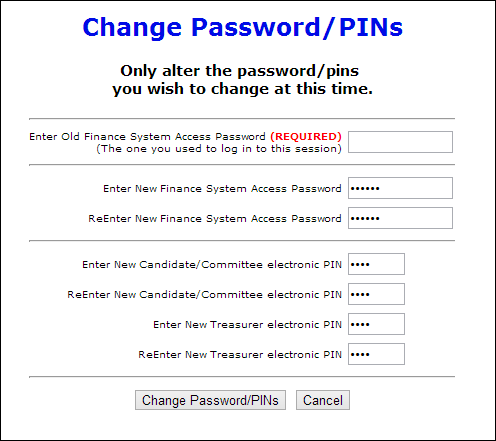 Change Password/PINs
Only alter the password/pins
you wish to change at this time.
Enter Old Finance System Access Password (REQUIRED)
(The one you used to log in to this session)
Enter New Finance System Access Password ••••••
ReEnter New Finance System Access Password ••••••
Enter New Candidate/Committee electronic PIN ••••
ReEnter New Candidate/Committee electronic PIN ••••
Enter New Treasurer electronic PIN ••••
ReEnter New Treasurer electronic PIN ••••
Change Password/PINs Cancel